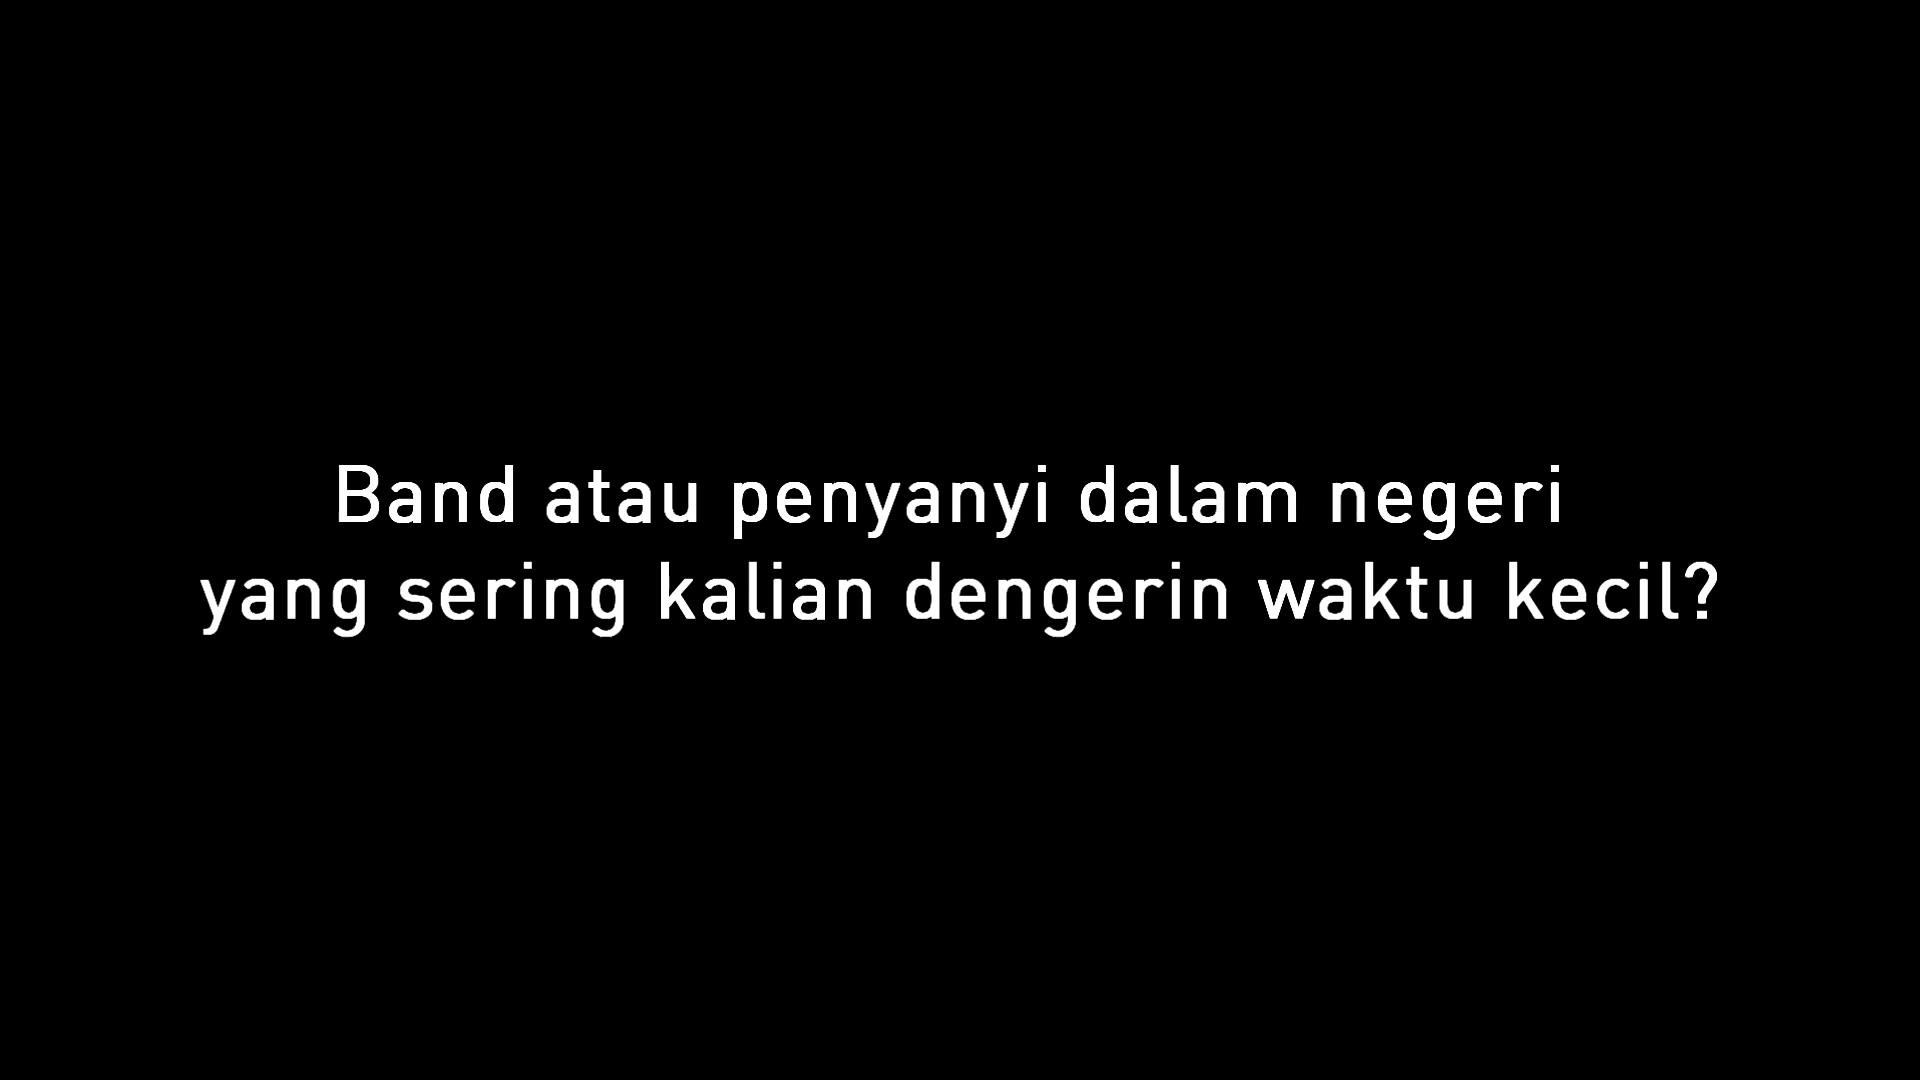 Band atau penyanyi dalam negeri
yang sering kalian dengerin waktu kecil?